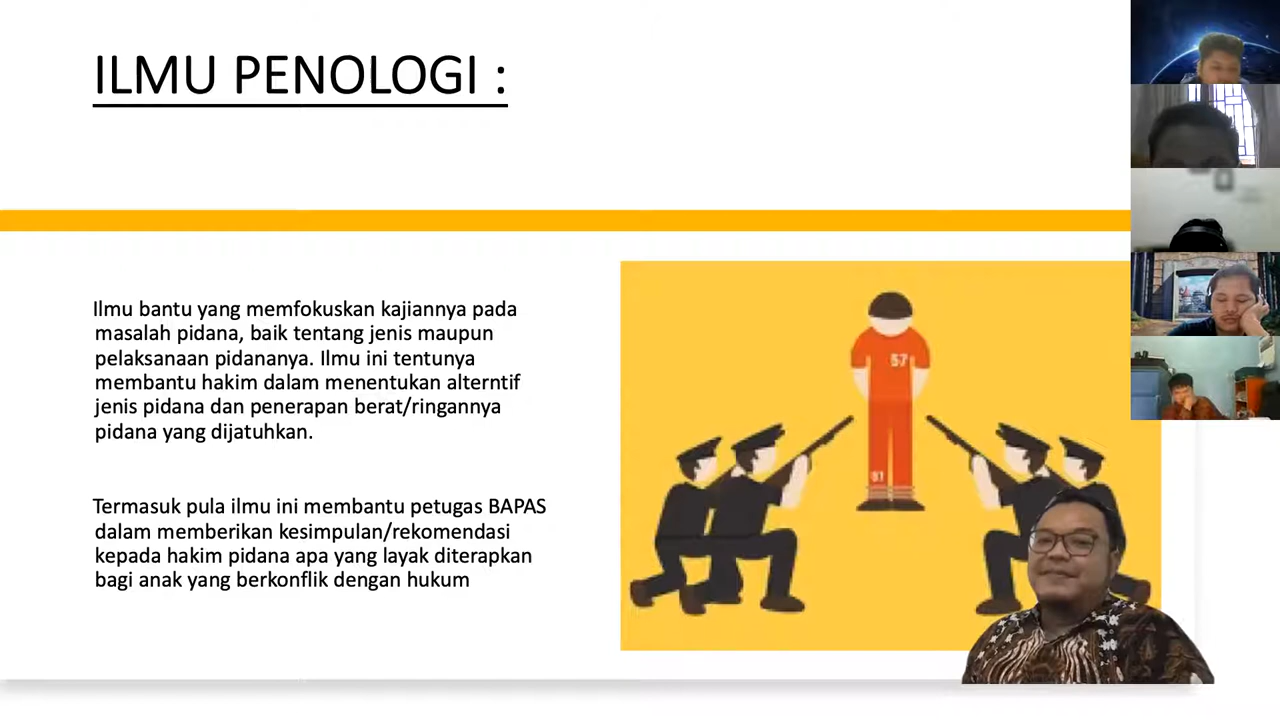 ILMU PENOLOGI :
Ilmu bantu yang memfokuskan kajiannya pada
masalah pidana, baik tentang jenis maupun
pelaksanaan pidananya. Ilmu ini tentunya
membantu hakim dalam menentukan alterntif
jenis pidana dan penerapan berat/ringannya
pidana yang dijatuhkan.
Termasuk pula ilmu ini membantu petugas BAPAS
dalam memberikan kesimpulan/rekomendasi
kepada hakim pidana apa yang layak diterapkan
bagi anak yang berkonflik dengan hukum
57